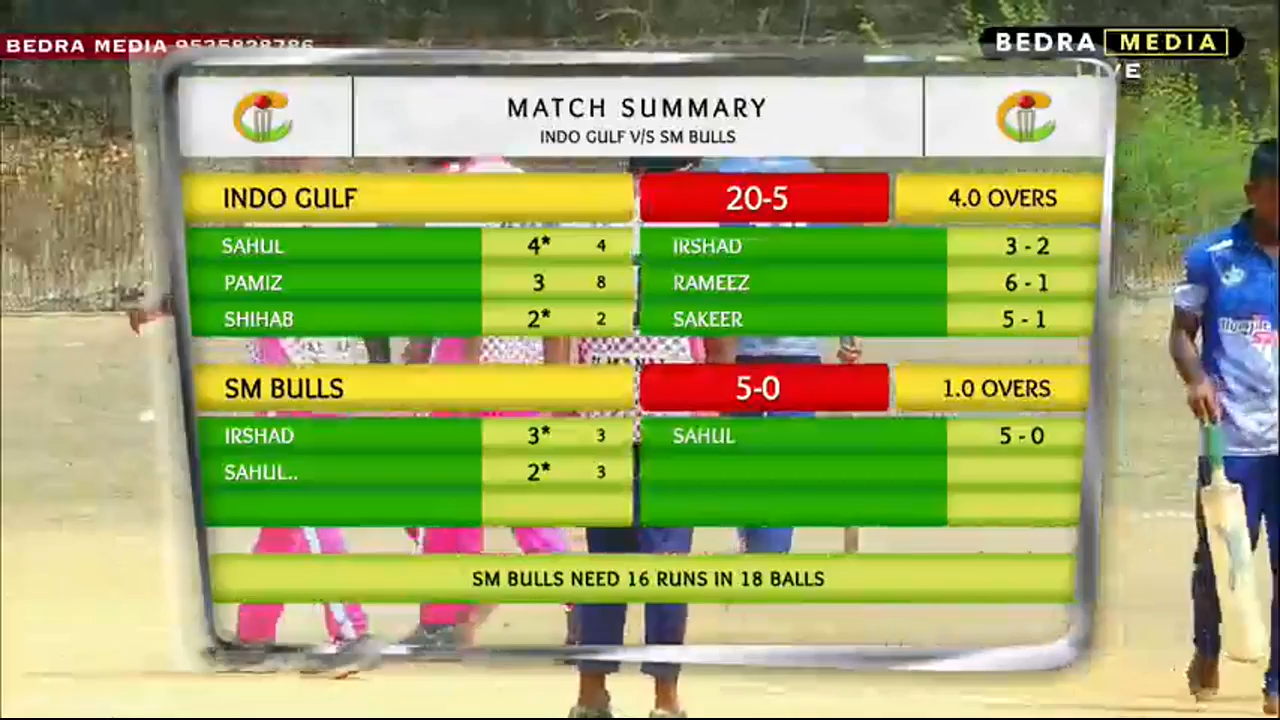 BEDRA MEDIA 9535828786
BEDRA MEDIA
LIVE
MATCH SUMMARY
INDO GULF V/S SM BULLS
INDO GULF 20-5 4.0 OVERS
SAHUL 4* 4 IRSHAD 3 - 2
PAMIZ 3 8 RAMEEZ 6 - 1
SHIHAB 2* 2 SAKEER 5 - 1
SM BULLS 5-0 1.0 OVERS
IRSHAD 3* 3 SAHUL 5 - 0
SAHUL.. 2* 3
SM BULLS NEED 16 RUNS IN 18 BALLS